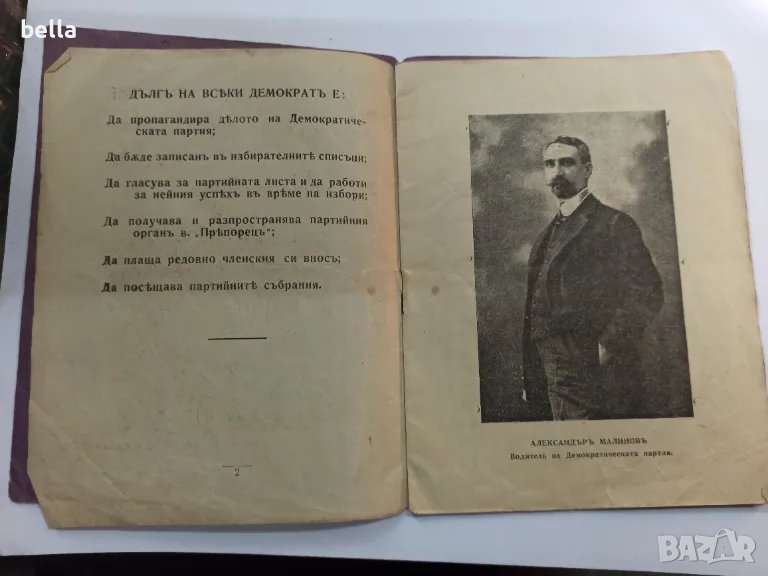 bella
ДЪЛГЪ НА ВСѢКИ ДЕМОКРАТЪ Е:
Да пропагандира дѣлото на Демократиче-
ската партия;
Да бѫде записанъ въ избирателнитѣ списъци;
Да гласува за партийната листа и да работи
за нейния успѣхъ въ врѣме на избори;
Да получава и разпространява партийния
органъ в. „Прѣпорецъ“;
Да плаща редовно членския си вносъ;
Да посѣщава партийнитѣ събрания.
2
АЛЕКСАНДЪРЪ МАЛИНОВЪ
Водитель на Демократическата партия.
BAZAR